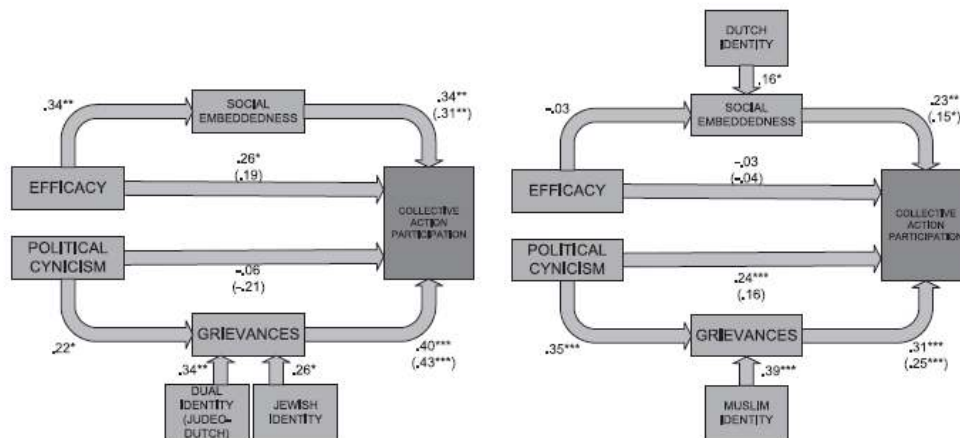 .34**
SOCIAL
EMBEDDEDNESS
.34**
(.31**)
.26*
(.19)
EFFICACY
COLLECTIVE
ACTION
PARTICIPATION
POLITICAL
CYNICISM
-.06
(-.21)
GRIEVANCES
.22*
.40***
(.43***)
.34**
.26*
DUAL
IDENTITY
(JUDEO-
DUTCH)
JEWISH
IDENTITY
DUTCH
IDENTITY
.16*
-.03
SOCIAL
EMBEDDEDNESS
.23**
(.15*)
-.03
(-.04)
EFFICACY
COLLECTIVE
ACTION
PARTICIPATION
POLITICAL
CYNICISM
.24***
(.16)
GRIEVANCES
.35***
.31***
(.25***)
.39***
MUSLIM
IDENTITY